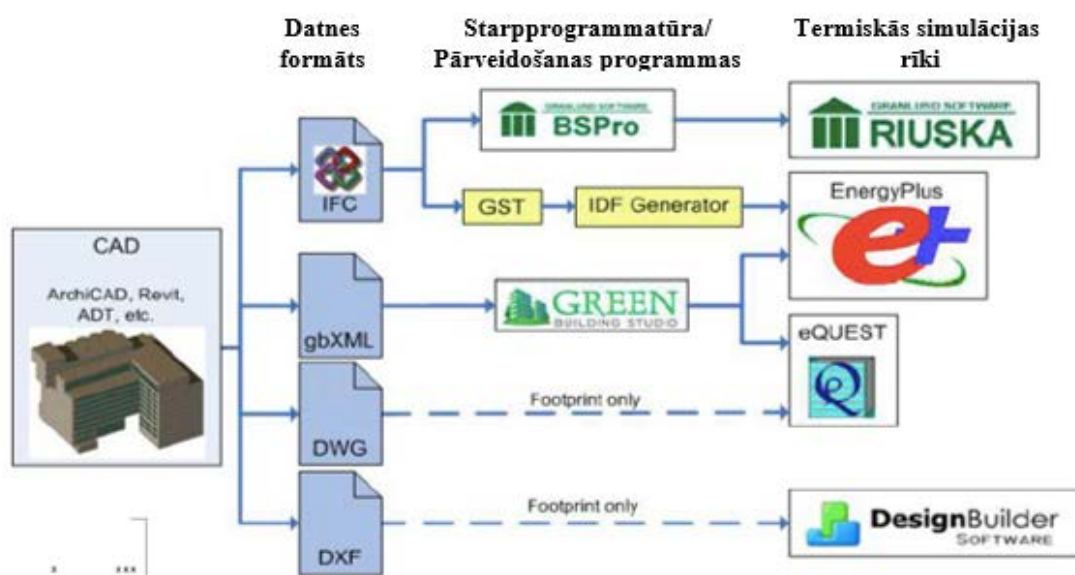 Datnes
formāts
Starpprogrammatūra/
Pārveidošanas programmas
Termiskās simulācijas
rīki
CAD
ArchiCAD, Revit,
ADT, etc.
IFC
gbXML
DWG
DXF
GRANLUND SOFTWARE
BSPro
GST
IDF Generator
GREEN
BUILDING STUDIO
Footprint only
Footprint only
GRANLUND SOFTWARE
RIUSKA
EnergyPlus
e+
eQUEST
Q
DesignBuilder
SOFTWARE
x xxx